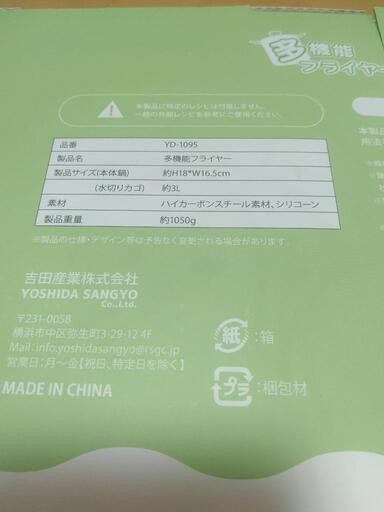 多機能
フライヤー
本製品に特定のレシピは付属しません。
一般の外部レシピを参考にご使用ください。
品番 YD-1095
製品名 多機能フライヤー
製品サイズ(本体鍋) 約H18*W16.5cm
(水切りカゴ) 約3L
素材 ハイカーボンスチール素材、シリコーン
製品重量 約1050g
※製品の仕様・デザイン等は予告なく変更される場合があります。
吉田産業株式会社
YOSHIDA SANGYO
Co.,Ltd.
〒231-0058
横浜市中区弥生町3-29-12 4F
Mail:info.yoshidasangyo@rsgc.jp
営業日:月〜金【祝日、特定日を除く】
MADE IN CHINA
紙 :箱
プラ :梱包材
本製品
用法